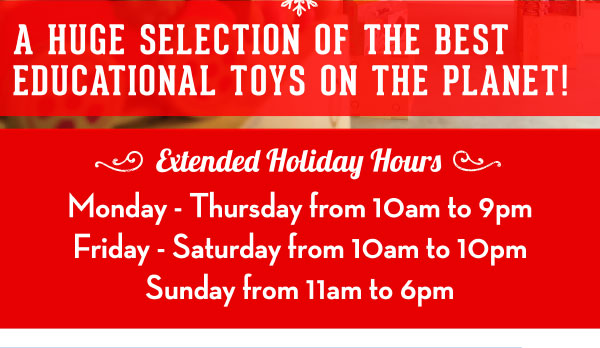 A HUGE SELECTION OF THE BEST
EDUCATIONAL TOYS ON THE PLANET!
Extended Holiday Hours
Monday - Thursday from 10am to 9pm
Friday - Saturday from 10am to 10pm
Sunday from 11am to 6pm